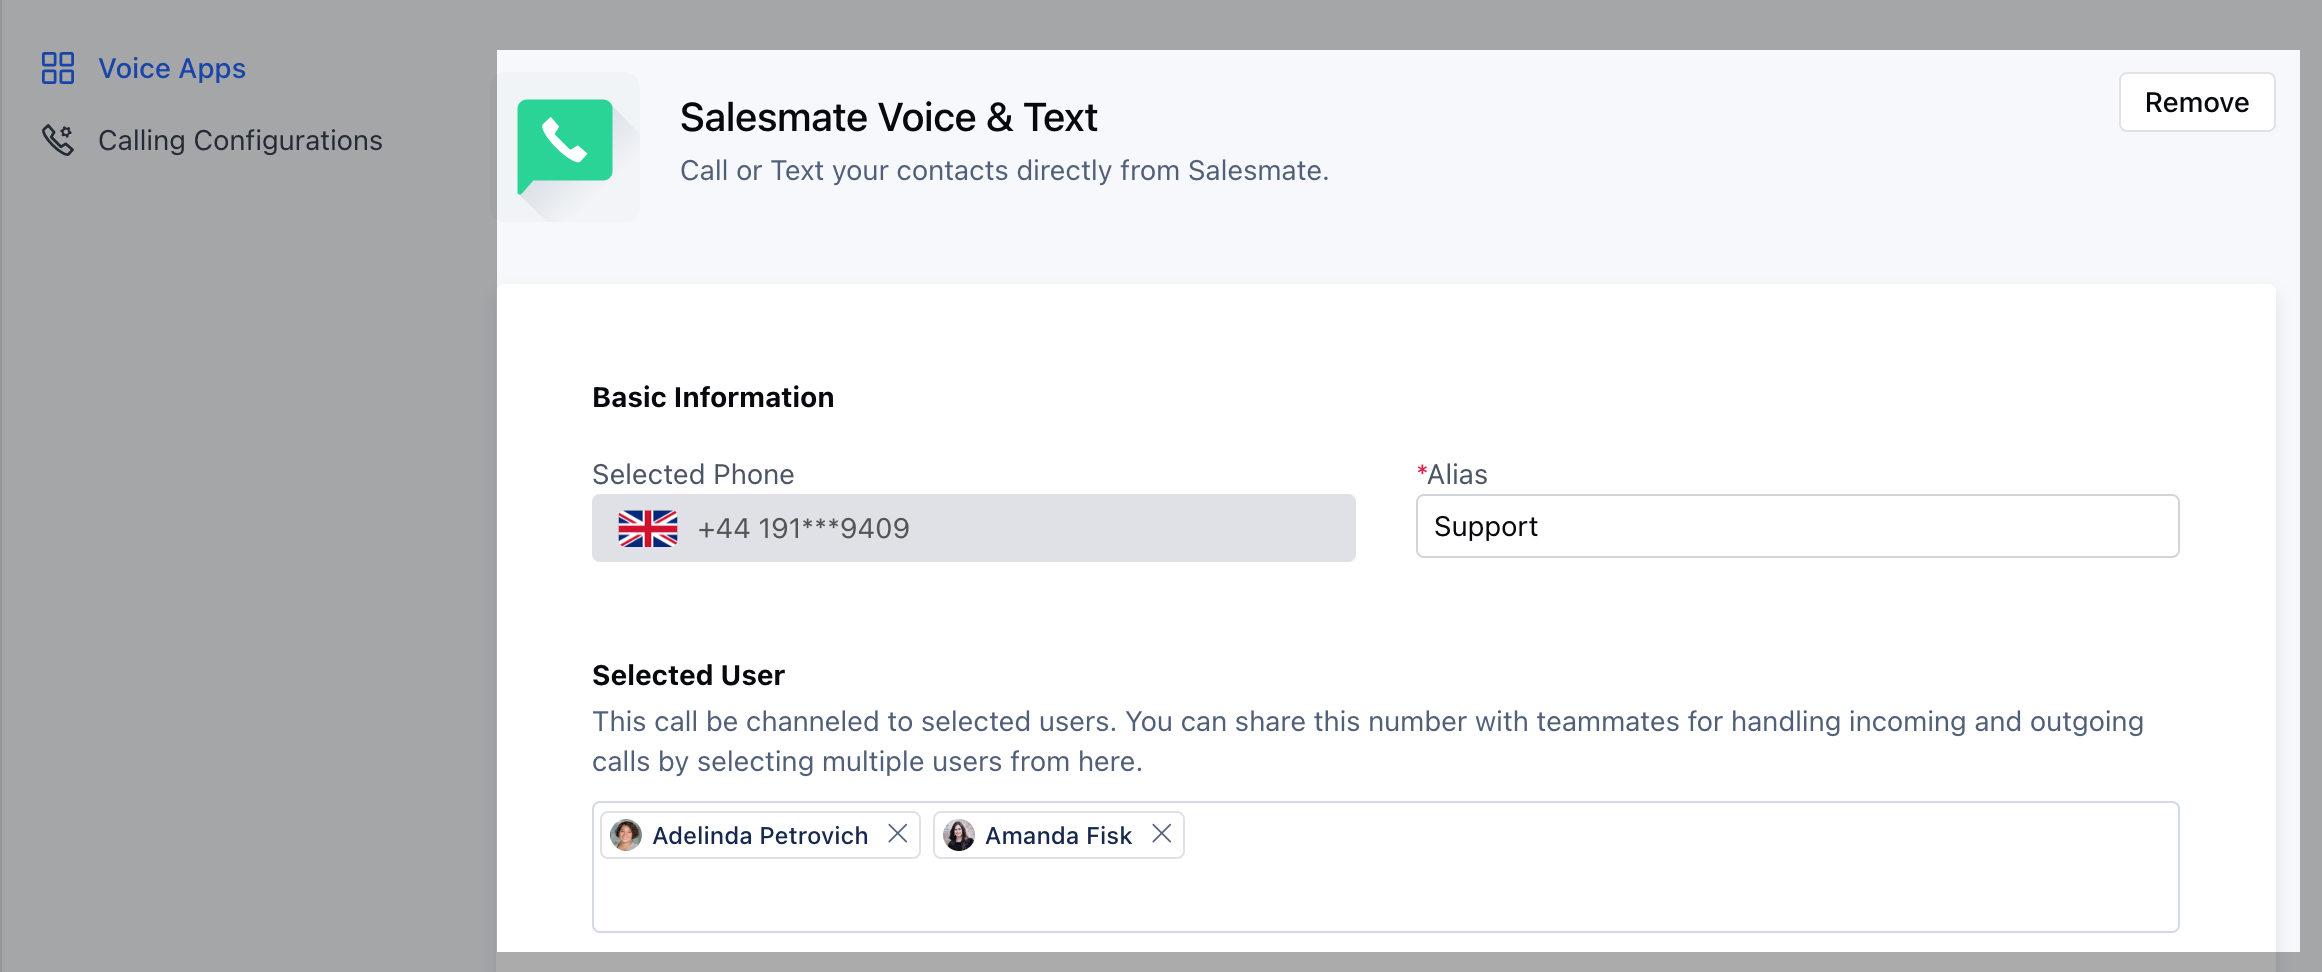 Voice Apps
Calling Configurations
Salesmate Voice & Text
Call or Text your contacts directly from Salesmate.
Remove
Basic Information
Selected Phone
+44 191***9409
*Alias
Support
Selected User
This call be channeled to selected users. You can share this number with teammates for handling incoming and outgoing
calls by selecting multiple users from here.
Adelinda Petrovich
Amanda Fisk